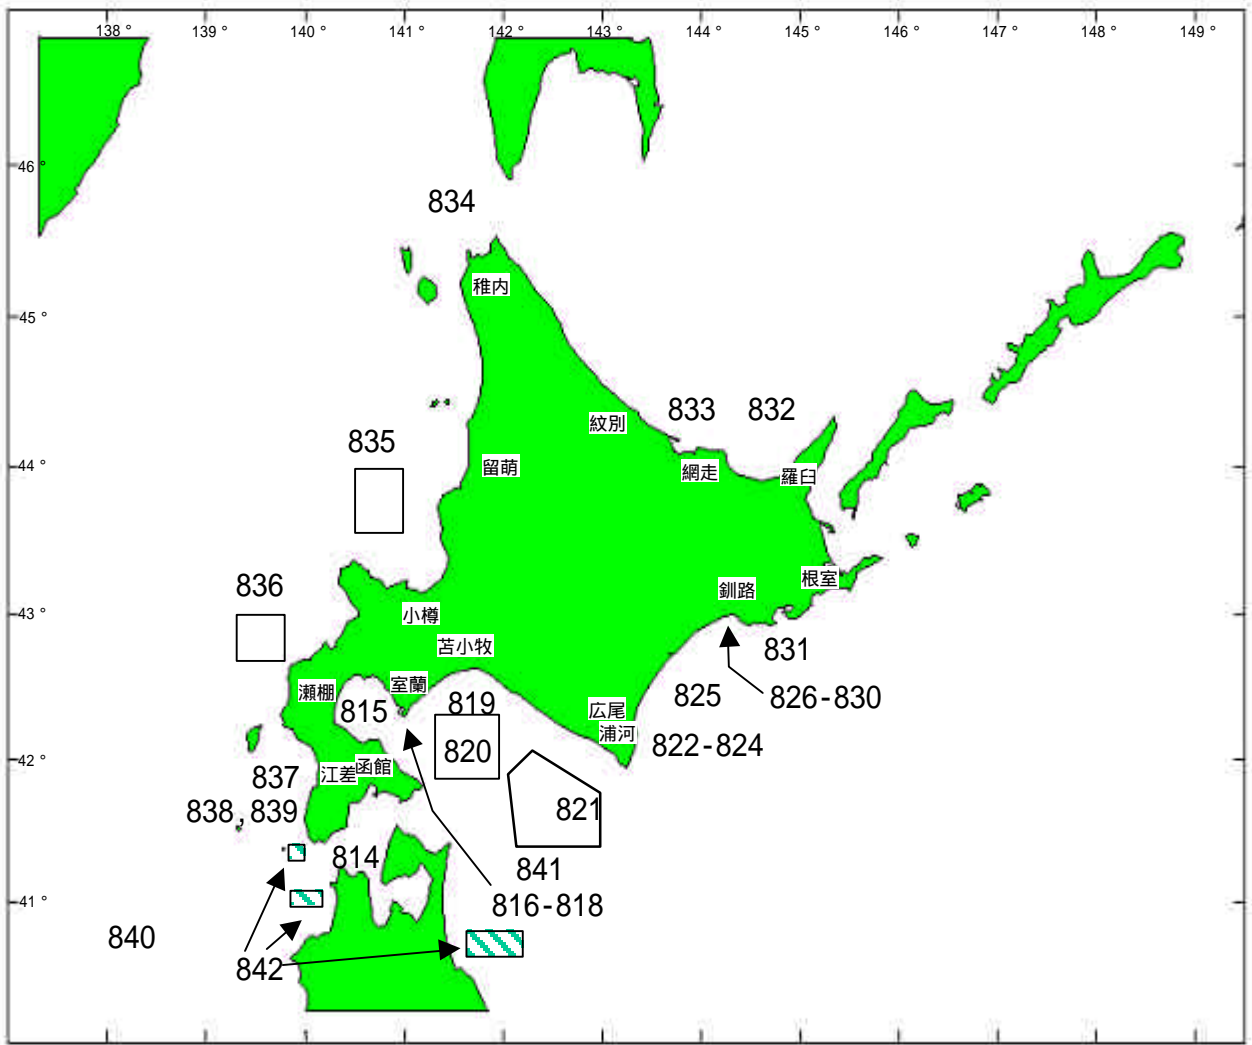 138 °
139 °
140 °
141 °
142 °
143 °
144 °
145 °
146 °
147 °
148 °
149 °
46 °
834
稚内
45 °
833
832
紋別
835
44 °
留萌
網走
羅臼
836
根室
釧路
43 °
小樽
苫小牧
831
室蘭
瀬棚
825
826-830
819
広尾
815
浦河
822-824
820
42 °
函館
江差
837
838,839
821
814
841
41 °
816-818
840
842